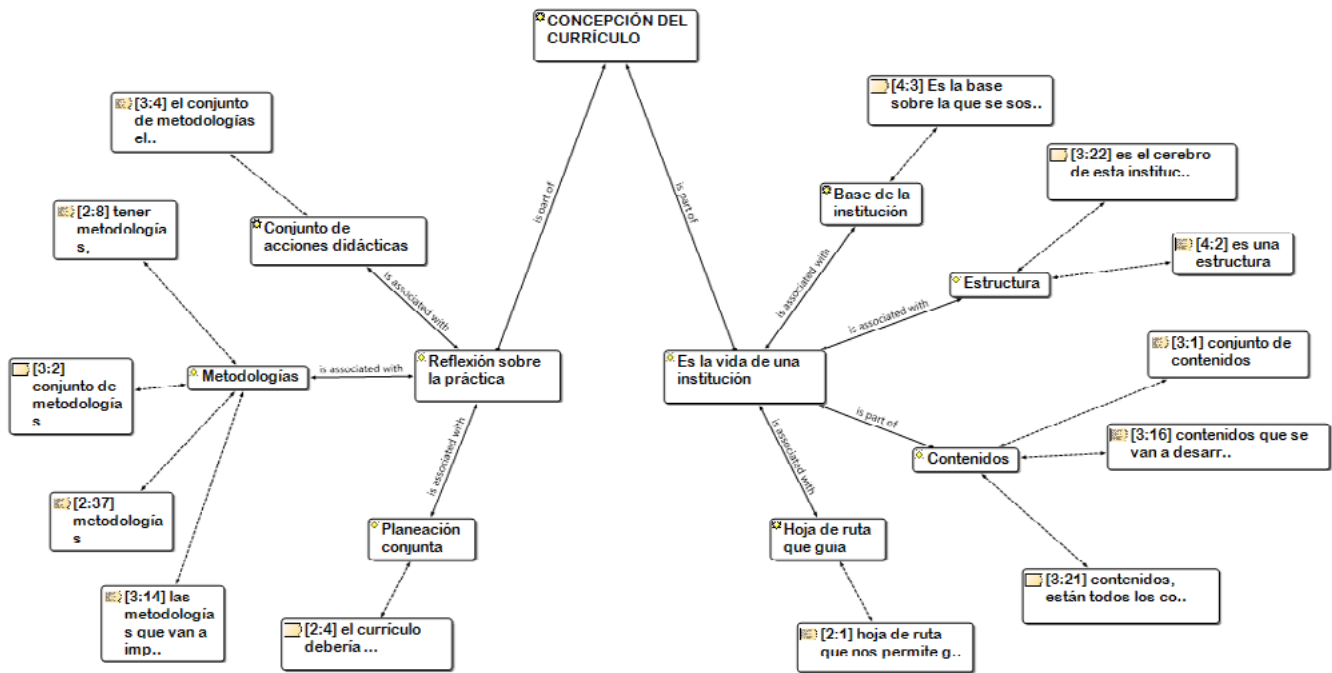 CONCEPCIÓN DEL
CURRÍCULO
[3:4] el conjunto
de metodologías
el..
[4:3] Es la base
sobre la que se sos..
[3:22] es el cerebro
de esta instituc..
[2:8] tener
metodologías
s,
Conjunto de
acciones didácticas
Base de la
institución
[4:2] es una
estructura
is part of
is part of
is associated with
is associated with
Estructura
is associated with
[3:1] conjunto de
contenidos
[3:2]
conjunto de
metodologías
s
Metodologías
is associated with
Reflexión sobre
la práctica
Es la vida de una
institución
is part of
[3:16] contenidos que se
van a desarr..
Contenidos
is associated with
is associated with
[2:37]
metodologías
s
Planeación
conjunta
Hoja de ruta
que guía
[3:21] contenidos,
están todos los co..
[3:14] las
metodologías
s que van a
imp..
[2:4] el currículo
debería ...
[2:1] hoja de ruta
que nos permite g..